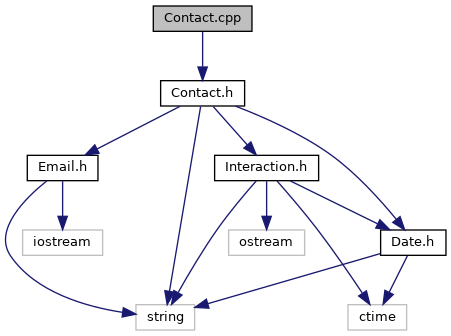 Contact.cpp
Contact.h
Email.h
Interaction.h
iostream
ostream
Date.h
string
ctime